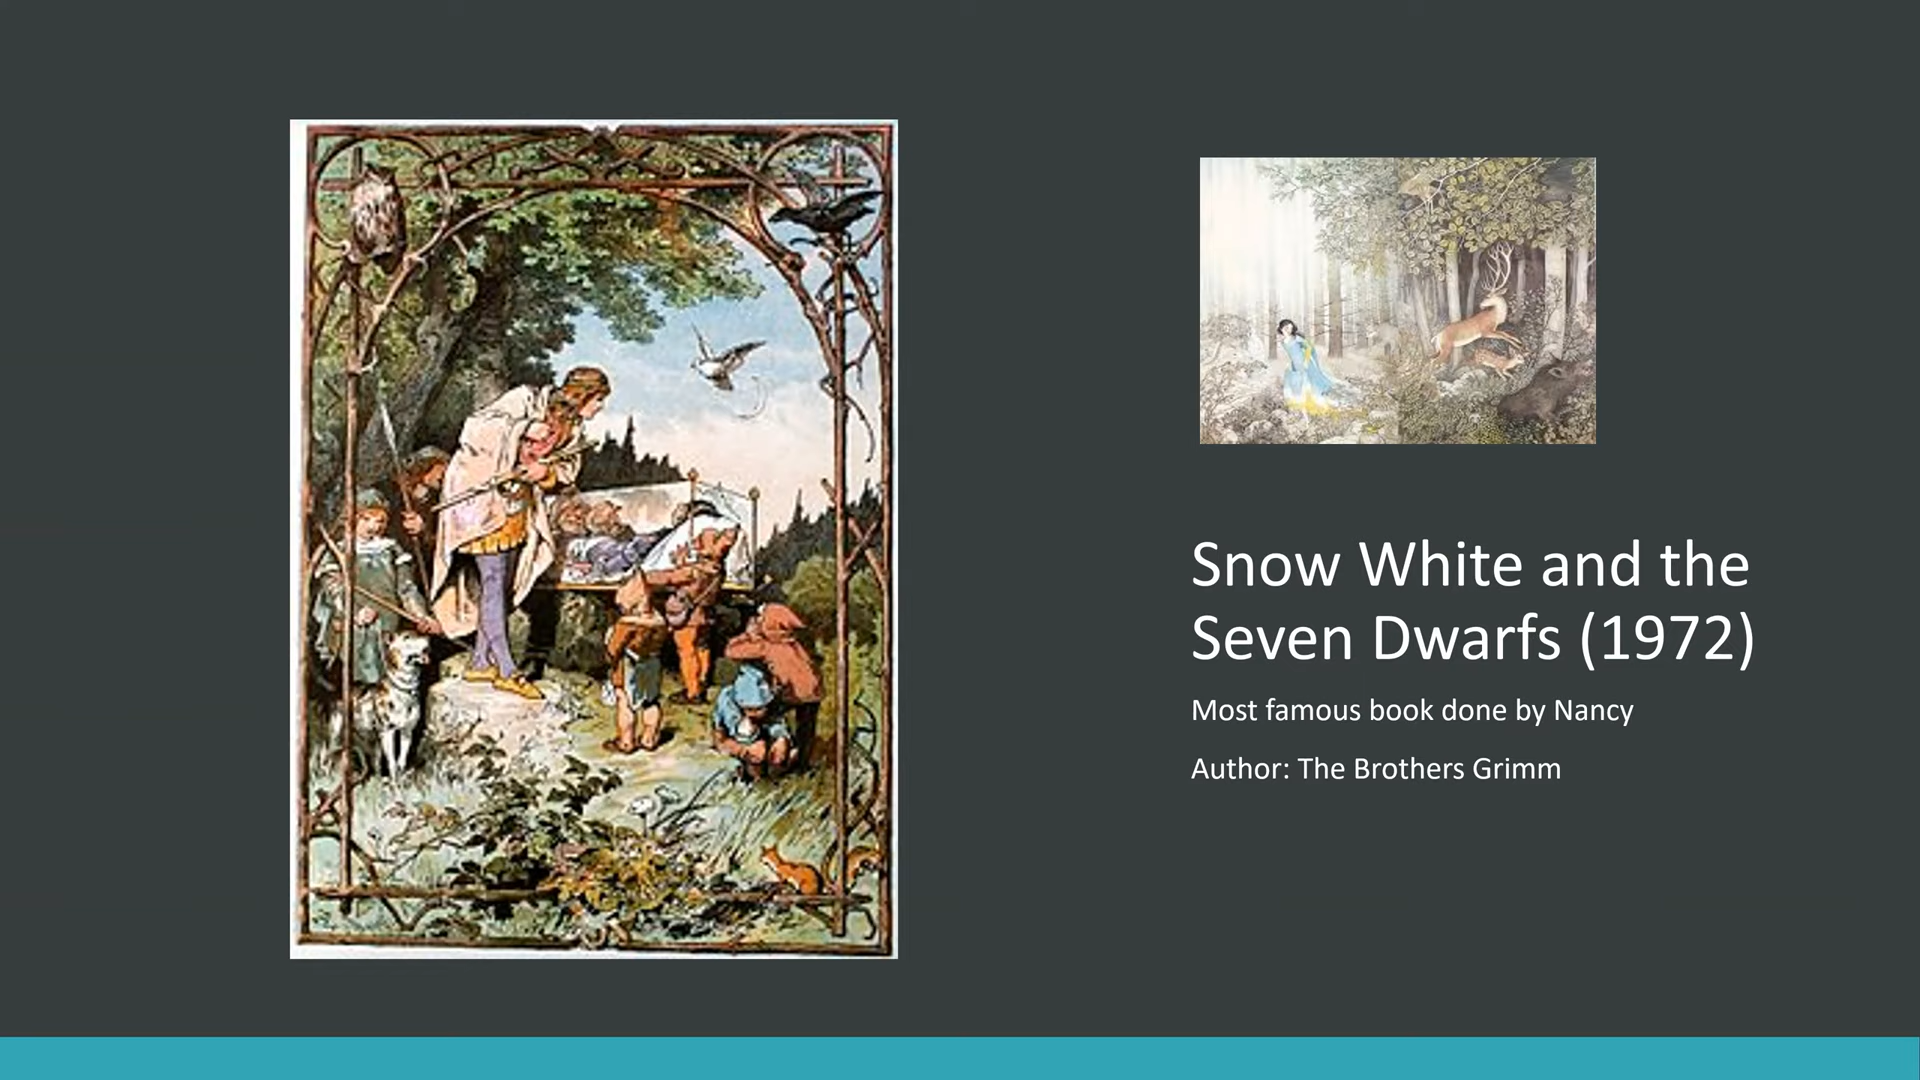 Snow White and the
Seven Dwarfs (1972)
Most famous book done by Nancy
Author: The Brothers Grimm